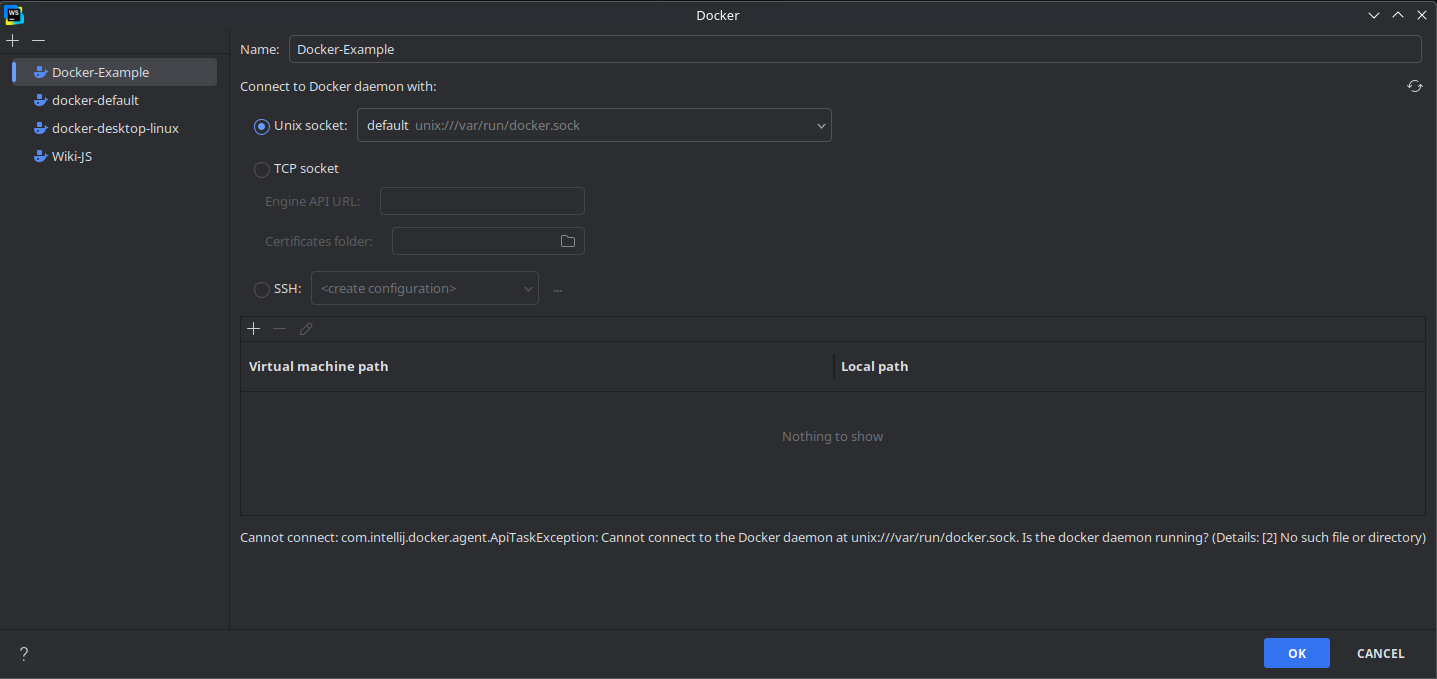 WS
Docker
Docker-Example
docker-default
docker-desktop-linux
Wiki-JS
Name: Docker-Example
Connect to Docker daemon with:
Unix socket: default unix:///var/run/docker.sock
TCP socket
Engine API URL:
Certificates folder:
SSH: <create configuration> ...
Virtual machine path Local path
Nothing to show
Cannot connect: com.intellij.docker.agent.ApiTaskException: Cannot connect to the Docker daemon at unix:///var/run/docker.sock. Is the docker daemon running? (Details: [2] No such file or directory)
? OK CANCEL